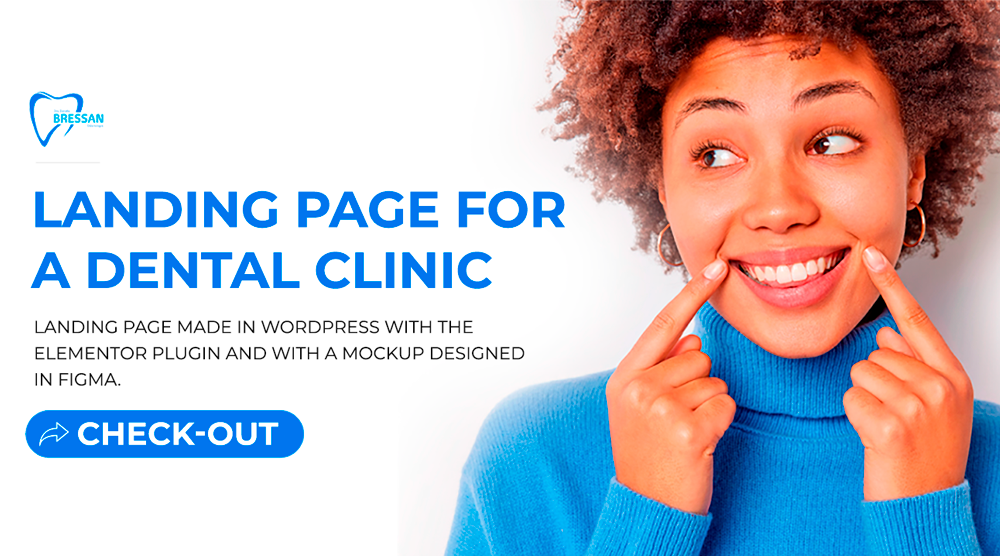 BRESSAN
LANDING PAGE FOR
A DENTAL CLINIC
LANDING PAGE MADE IN WORDPRESS WITH THE
ELEMENTOR PLUGIN AND WITH A MOCKUP DESIGNED
IN FIGMA.
CHECK-OUT